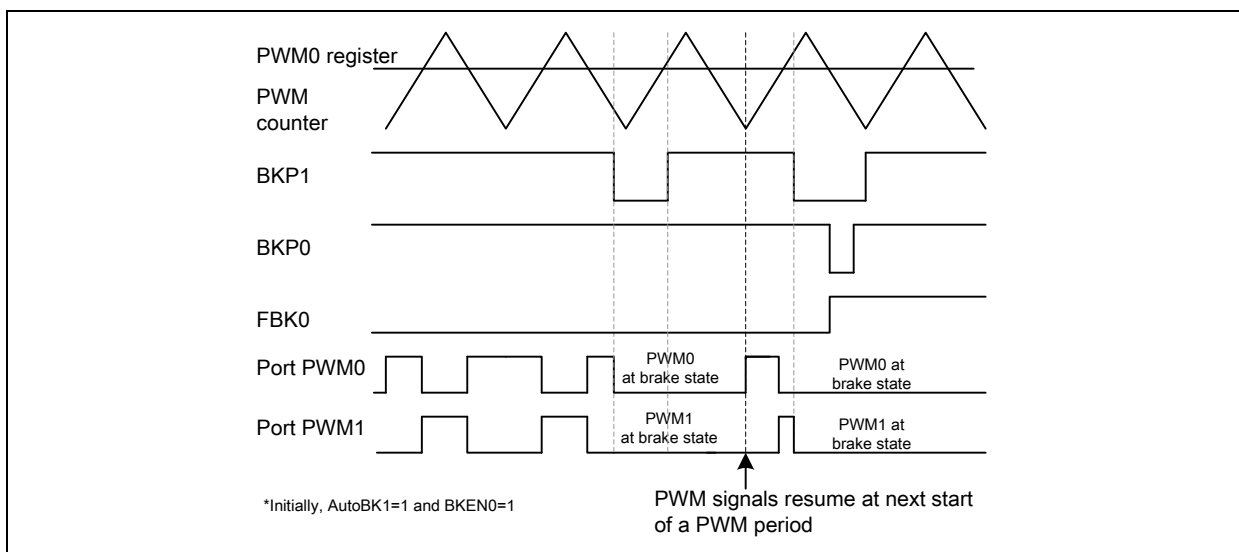 PWM0 register
PWM
counter
BKP1
BKP0
FBK0
Port PWM0
PWM0
at brake state
PWM0 at
brake state
Port PWM1
PWM1
at brake state
PWM1 at
brake state
*Initially, AutoBK1=1 and BKEN0=1
PWM signals resume at next start
of a PWM period